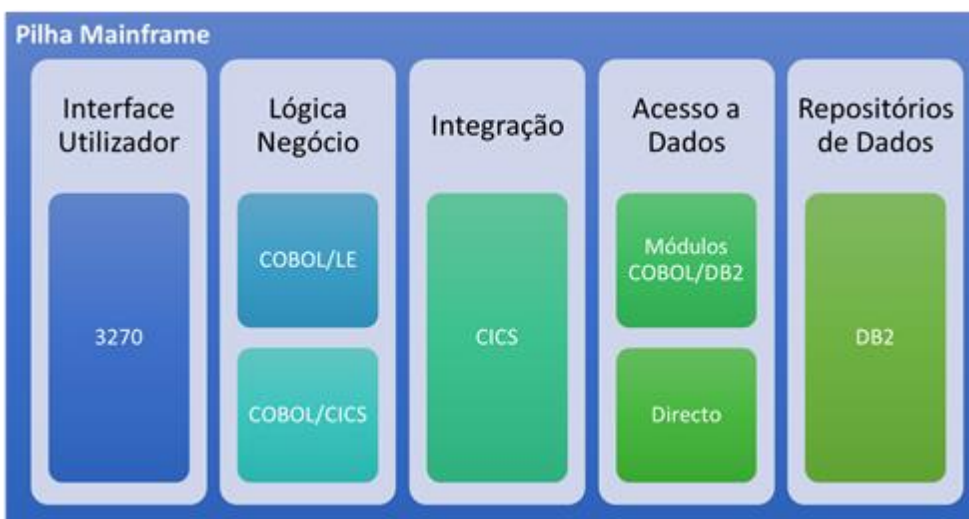 Pilha Mainframe
Interface
Utilizador
3270
Lógica
Negócio
COBOL/LE
COBOL/CICS
Integração
CICS
Acesso a
Dados
Módulos
COBOL/DB2
Directo
Repositórios
de Dados
DB2